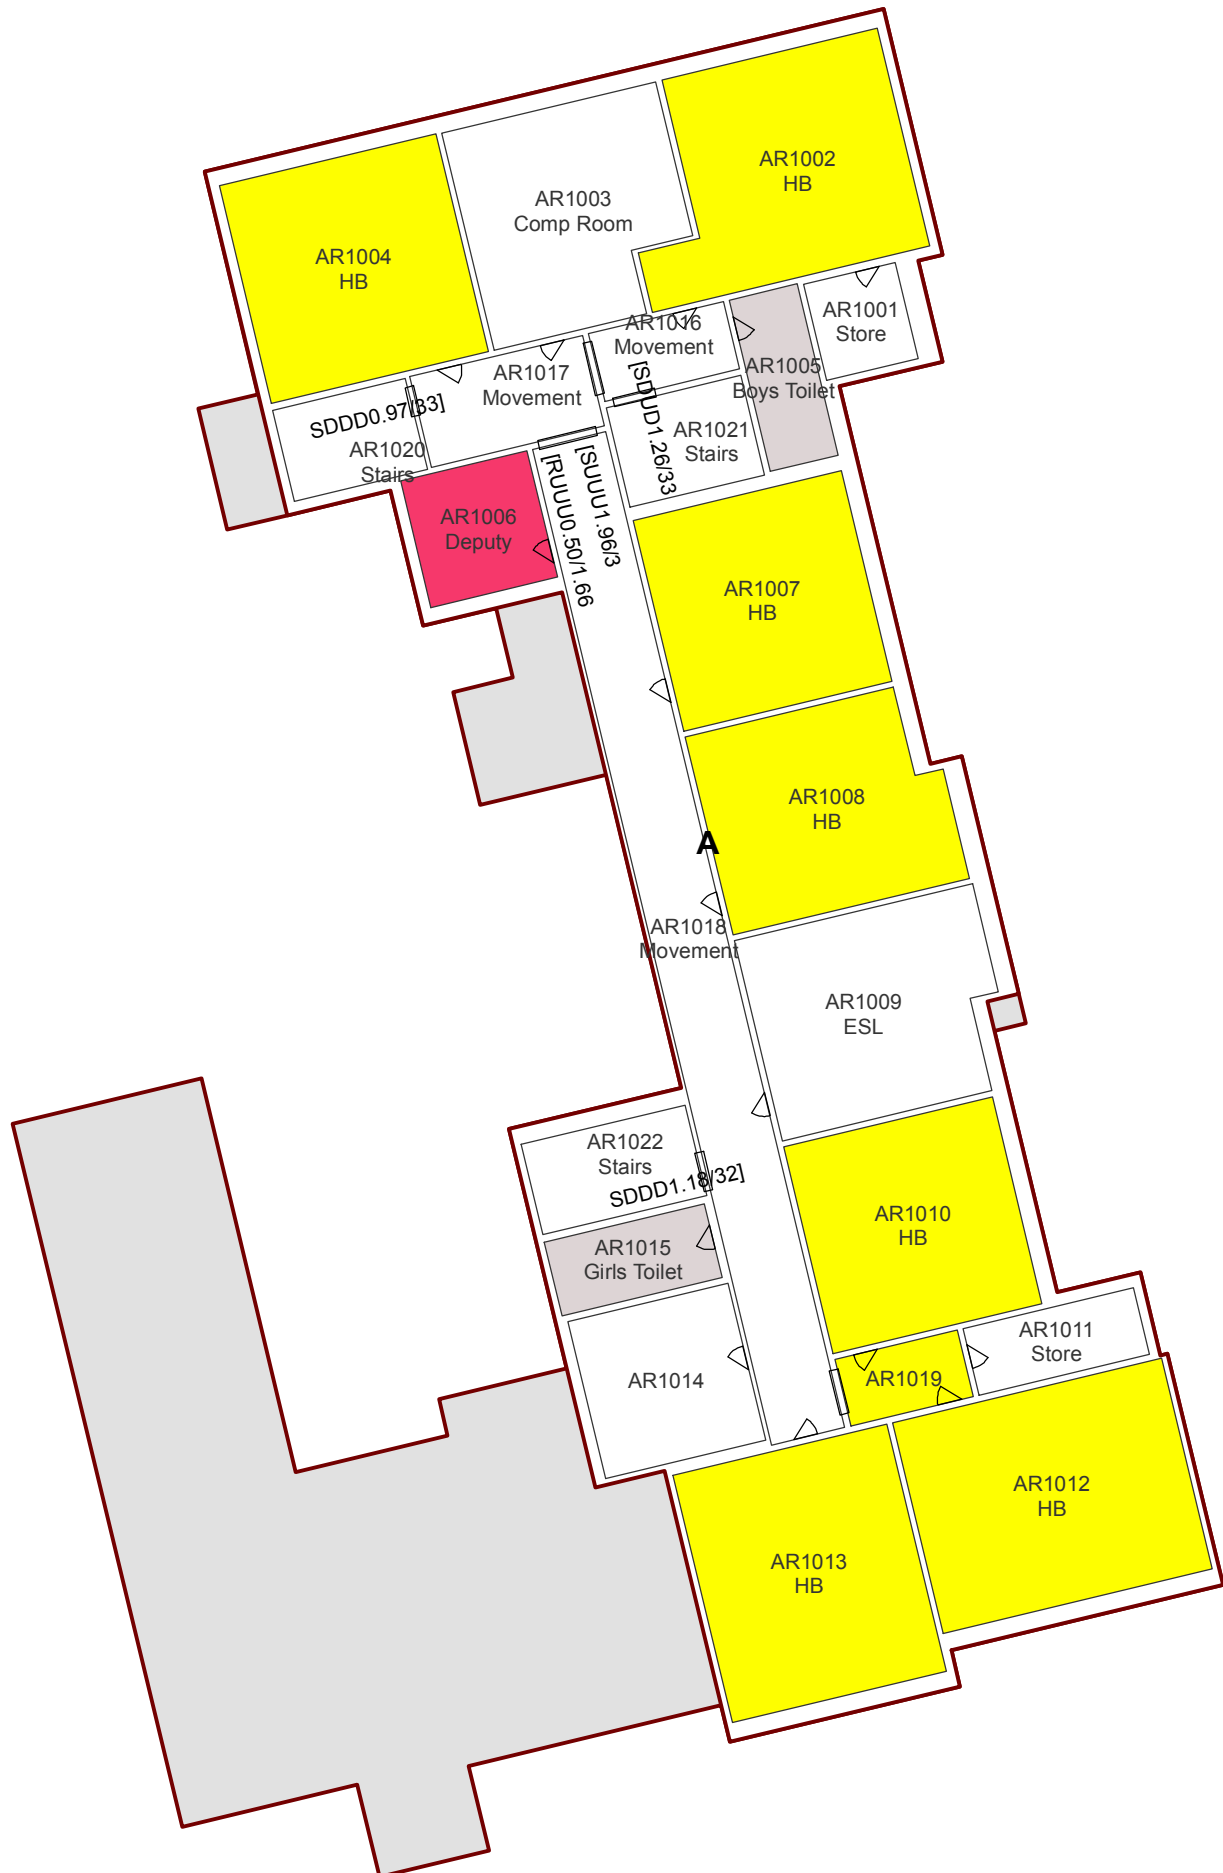 AR1002
HB
AR1003
Comp Room
AR1004
HB
AR1001
Store
AR1016
Movement
AR1005
Boys Toilet
AR1017
Movement
SDDD0.97/33]
[SDUD1.26/33
AR1021
Stairs
AR1020
Stairs
[SUUU1.96/3
[RUUU0.50/1.66
AR1006
Deputy
AR1007
HB
AR1008
HB
A
AR1018
Movement
AR1009
ESL
AR1022
Stairs
SDDD1.18/32]
AR1010
HB
AR1015
Girls Toilet
AR1011
Store
AR1014
AR1019
AR1012
HB
AR1013
HB